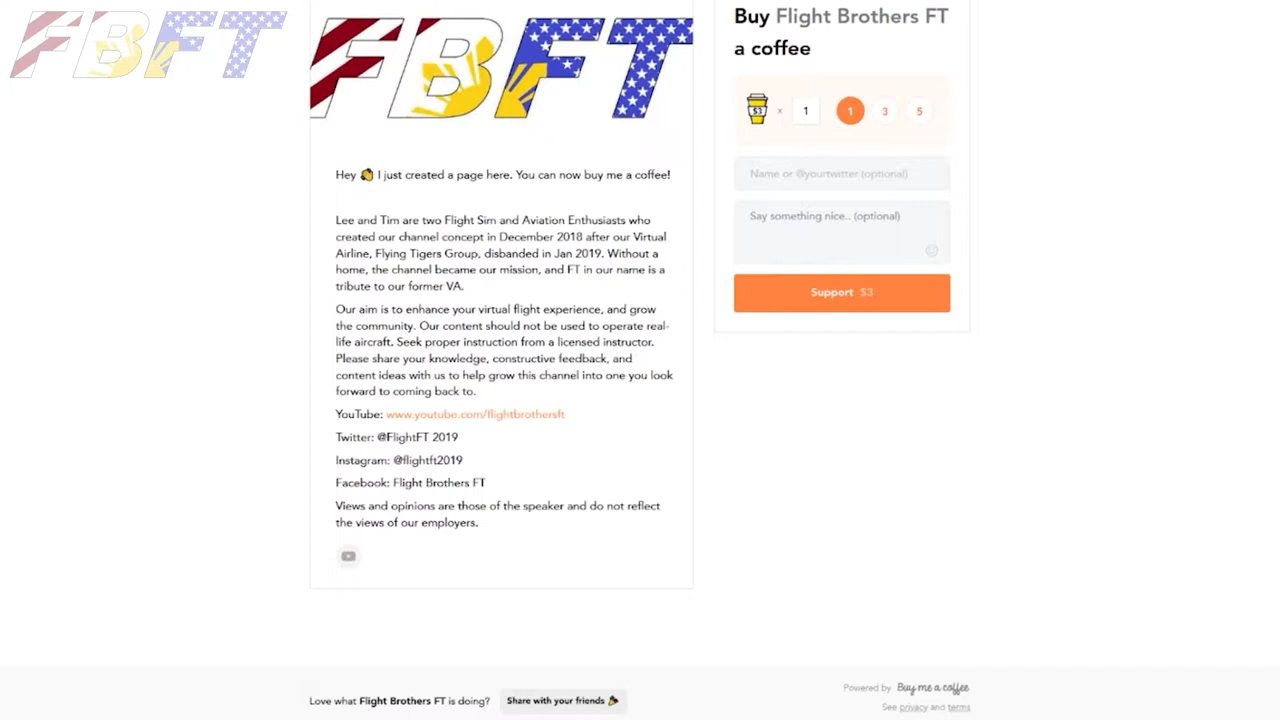 FBFT
FBFT
Hey 👋 I just created a page here. You can now buy me a coffee!
Lee and Tim are two Flight Sim and Aviation Enthusiasts who
created our channel concept in December 2018 after our Virtual
Airline, Flying Tigers Group, disbanded in Jan 2019. Without a
home, the channel became our mission, and FT in our name is a
tribute to our former VA.
Our aim is to enhance your virtual flight experience, and grow
the community. Our content should not be used to operate real-
life aircraft. Seek proper instruction from a licensed instructor.
Please share your knowledge, constructive feedback, and
content ideas with us to help grow this channel into one you look
forward to coming back to.
YouTube: www.youtube.com/flightbrothersft
Twitter: @FlightFT 2019
Instagram: @flightft2019
Facebook: Flight Brothers FT
Views and opinions are those of the speaker and do not reflect
the views of our employers.
Buy Flight Brothers FT
a coffee
$3 × 1 1 3 5
Name or @yourtwitter (optional)
Say something nice.. (optional)
Support $3
Love what Flight Brothers FT is doing? Share with your friends 🎉
Powered by Buy me a coffee
See privacy and terms